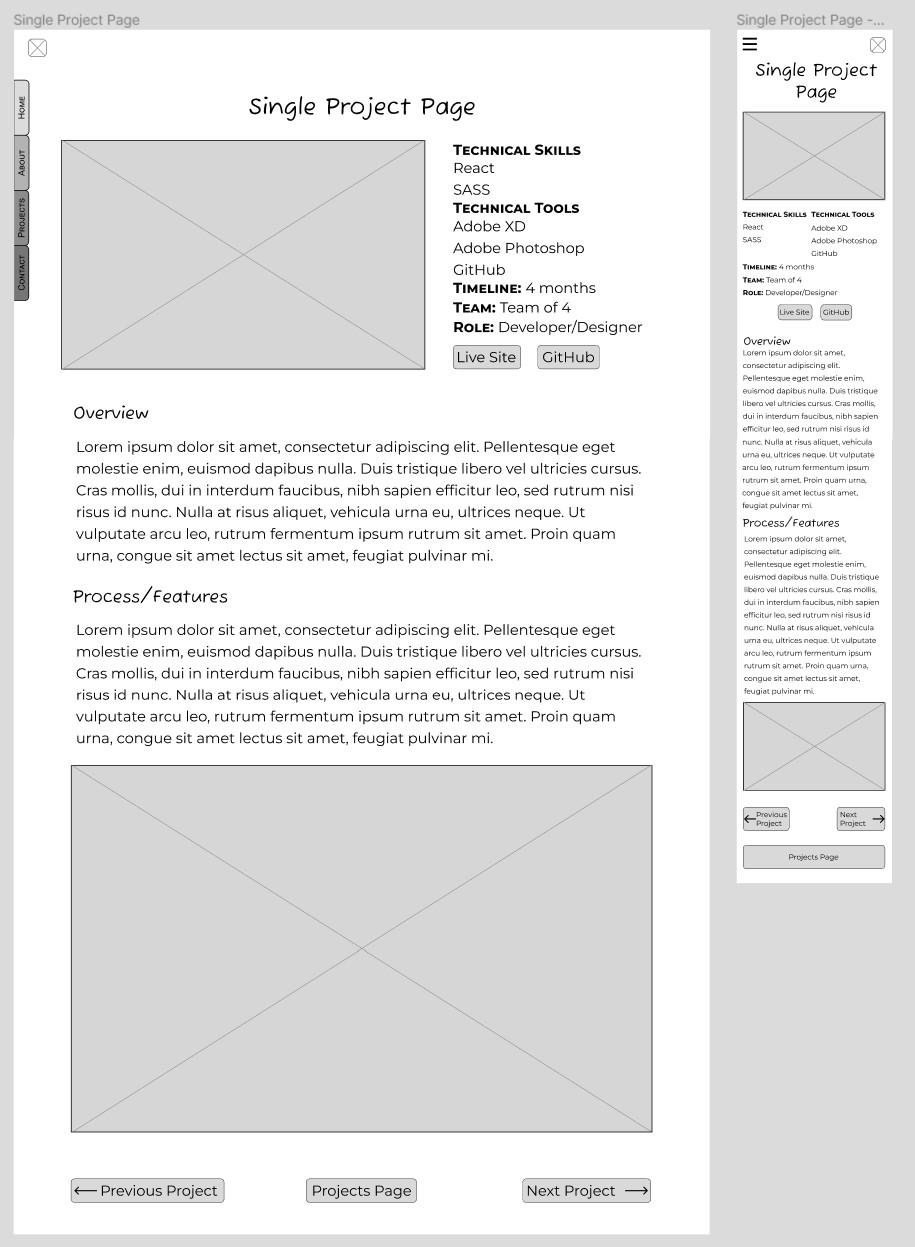 Single Project Page
Home
About
Projects
Contact
Single Project Page
Technical Skills
React
SASS
Technical Tools
Adobe XD
Adobe Photoshop
GitHub
Timeline: 4 months
Team: Team of 4
Role: Developer/Designer
Live Site
GitHub
Overview
Lorem ipsum dolor sit amet, consectetur adipiscing elit. Pellentesque eget
molestie enim, euismod dapibus nulla. Duis tristique libero vel ultricies cursus.
Cras mollis, dui in interdum faucibus, nibh sapien efficitur leo, sed rutrum nisi
risus id nunc. Nulla at risus aliquet, vehicula urna eu, ultrices neque. Ut
vulputate arcu leo, rutrum fermentum ipsum rutrum sit amet. Proin quam
urna, congue sit amet lectus sit amet, feugiat pulvinar mi.
Process/Features
Lorem ipsum dolor sit amet, consectetur adipiscing elit. Pellentesque eget
molestie enim, euismod dapibus nulla. Duis tristique libero vel ultricies cursus.
Cras mollis, dui in interdum faucibus, nibh sapien efficitur leo, sed rutrum nisi
risus id nunc. Nulla at risus aliquet, vehicula urna eu, ultrices neque. Ut
vulputate arcu leo, rutrum fermentum ipsum rutrum sit amet. Proin quam
urna, congue sit amet lectus sit amet, feugiat pulvinar mi.
← Previous Project
Projects Page
Next Project →
Single Project Page -...
Single Project
Page
Technical Skills
React
SASS
Technical Tools
Adobe XD
Adobe Photoshop
GitHub
Timeline: 4 months
Team: Team of 4
Role: Developer/Designer
Live Site
GitHub
Overview
Lorem ipsum dolor sit amet,
consectetur adipiscing elit.
Pellentesque eget molestie enim,
euismod dapibus nulla. Duis tristique
libero vel ultricies cursus. Cras mollis,
dui in interdum faucibus, nibh sapien
efficitur leo, sed rutrum nisi risus id
nunc. Nulla at risus aliquet, vehicula
urna eu, ultrices neque. Ut vulputate
arcu leo, rutrum fermentum ipsum
rutrum sit amet. Proin quam urna,
congue sit amet lectus sit amet,
feugiat pulvinar mi.
Process/Features
Lorem ipsum dolor sit amet,
consectetur adipiscing elit.
Pellentesque eget molestie enim,
euismod dapibus nulla. Duis tristique
libero vel ultricies cursus. Cras mollis,
dui in interdum faucibus, nibh sapien
efficitur leo, sed rutrum nisi risus id
nunc. Nulla at risus aliquet, vehicula
urna eu, ultrices neque. Ut vulputate
arcu leo, rutrum fermentum ipsum
rutrum sit amet. Proin quam urna,
congue sit amet lectus sit amet,
feugiat pulvinar mi.
← Previous
Project
Next
Project →
Projects Page